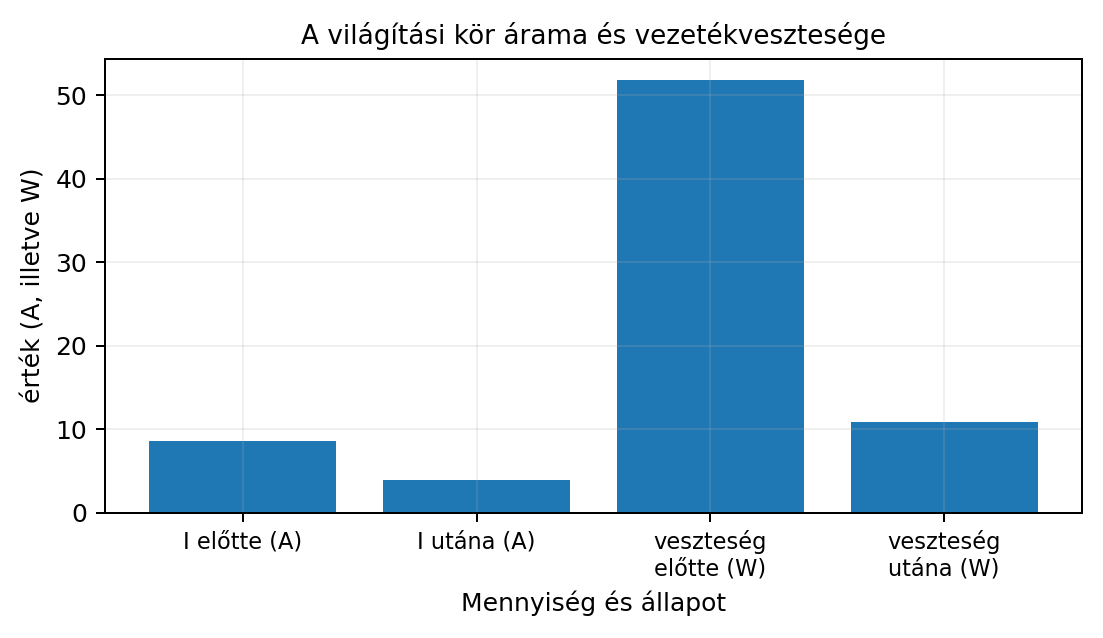 A világítási kör árama és vezetékvesztesége
érték (A, illetve W)
50
40
30
20
10
0
I előtte (A)
I utána (A)
veszteség
előtte (W)
veszteség
utána (W)
Mennyiség és állapot